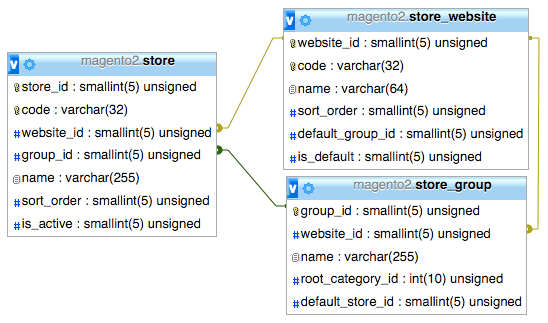 magento2.store
store_id : smallint(5) unsigned
code : varchar(32)
#website_id : smallint(5) unsigned
#group_id : smallint(5) unsigned
name : varchar(255)
#sort_order : smallint(5) unsigned
#is_active : smallint(5) unsigned
magento2.store_website
website_id : smallint(5) unsigned
code : varchar(32)
name : varchar(64)
#sort_order : smallint(5) unsigned
#default_group_id : smallint(5) unsigned
#is_default : smallint(5) unsigned
magento2.store_group
group_id : smallint(5) unsigned
#website_id : smallint(5) unsigned
name : varchar(255)
#root_category_id : int(10) unsigned
#default_store_id : smallint(5) unsigned